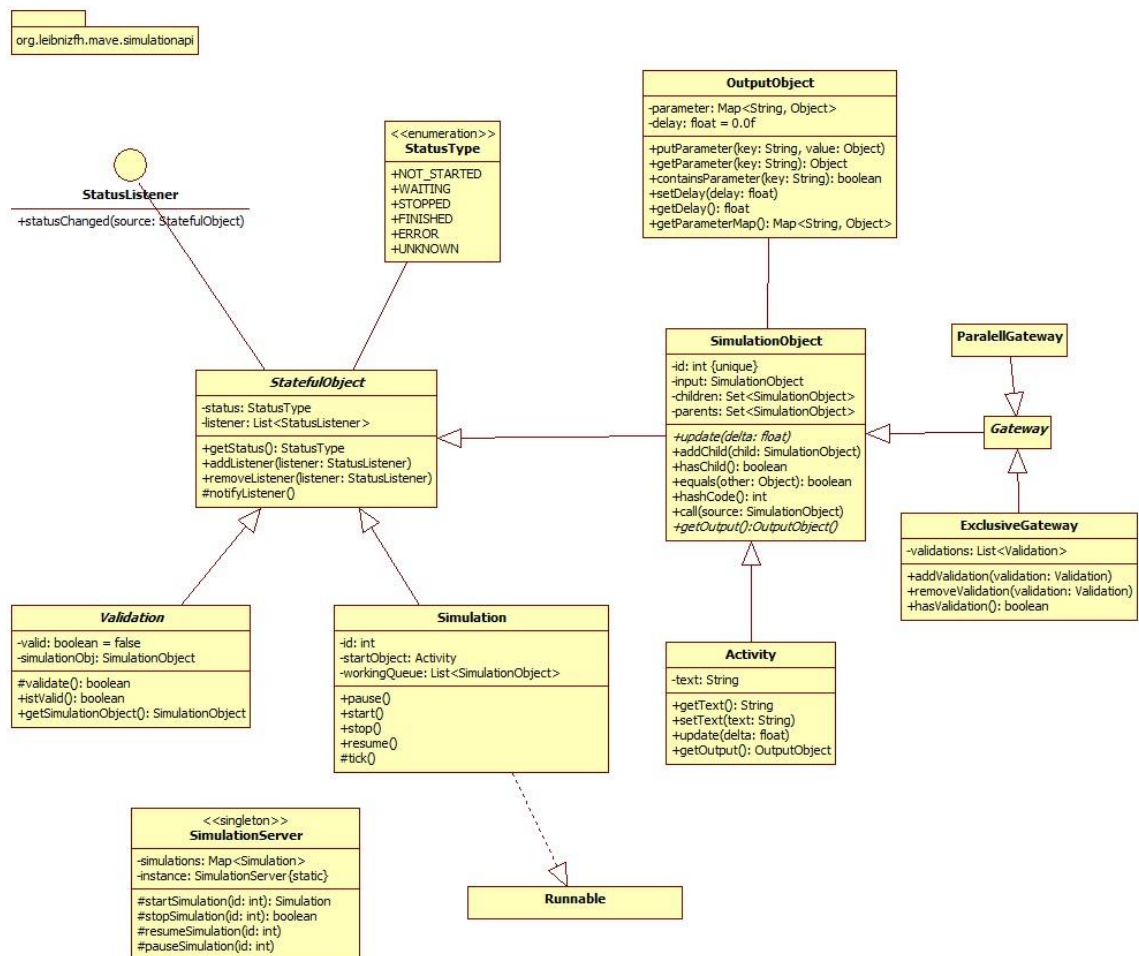 org.leibnizfh.mave.simulationapi
OutputObject
-parameter: Map<String, Object>
-delay: float = 0.0f
+putParameter(key: String, value: Object)
+getParameter(key: String): Object
+containsParameter(key: String): boolean
+setDelay(delay: float)
+getDelay(): float
+getParameterMap(): Map<String, Object>
<<enumeration>>
StatusType
+NOT_STARTED
+WAITING
+STOPPED
+FINISHED
+ERROR
+UNKNOWN
StatusListener
+statusChanged(source: StatefulObject)
StatefulObject
-status: StatusType
-listener: List<StatusListener>
+getStatus(): StatusType
+addListener(listener: StatusListener)
+removeListener(listener: StatusListener)
#notifyListener()
SimulationObject
-id: int {unique}
-input: SimulationObject
-children: Set<SimulationObject>
-parents: Set<SimulationObject>
+update(delta: float)
+addChild(child: SimulationObject)
+hasChild(): boolean
+equals(other: Object): boolean
+hashCode(): int
+call(source: SimulationObject)
+getOutput():OutputObject()
ParalellGateway
Gateway
ExclusiveGateway
-validations: List<Validation>
+addValidation(validation: Validation)
+removeValidation(validation: Validation)
+hasValidation(): boolean
Validation
-valid: boolean = false
-simulationObj: SimulationObject
#validate(): boolean
+istValid(): boolean
+getSimulationObject(): SimulationObject
Simulation
-id: int
-startObject: Activity
-workingQueue: List<SimulationObject>
+pause()
+start()
+stop()
+resume()
#tick()
Activity
-text: String
+getText(): String
+setText(text: String)
+update(delta: float)
+getOutput(): OutputObject
<<singleton>>
SimulationServer
-simulations: Map<Simulation>
-instance: SimulationServer{static}
#startSimulation(id: int): Simulation
#stopSimulation(id: int): boolean
#resumeSimulation(id: int)
#pauseSimulation(id: int)
Runnable